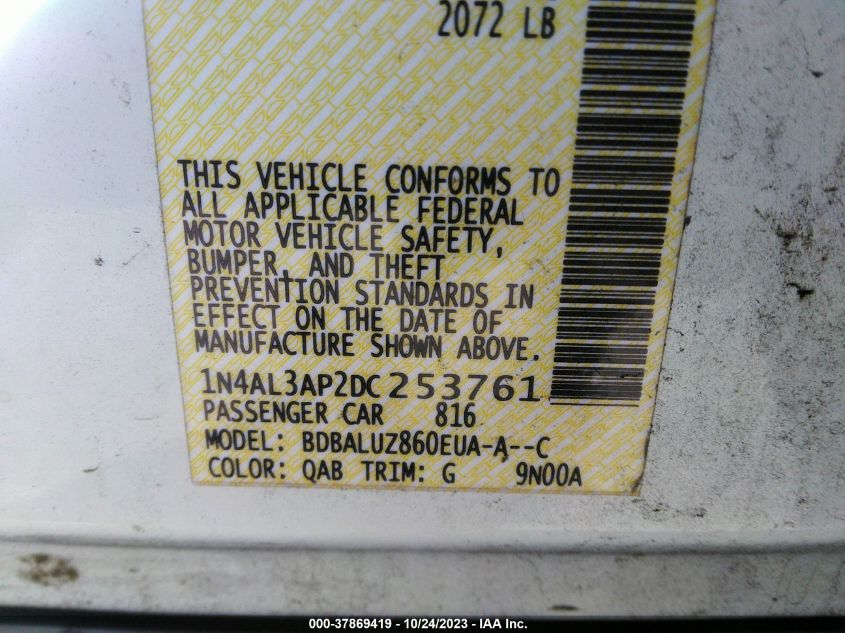 2072 LB
THIS VEHICLE CONFORMS TO
ALL APPLICABLE FEDERAL
MOTOR VEHICLE SAFETY,
BUMPER, AND THEFT
PREVENTION STANDARDS IN
EFFECT ON THE DATE OF
MANUFACTURE SHOWN ABOVE.
1N4AL3AP2DC253761
PASSENGER CAR 816
MODEL: BDBALUZ860EUA-A--C
COLOR: QAB TRIM: G 9N00A
000-37869419 - 10/24/2023 - IAA Inc.